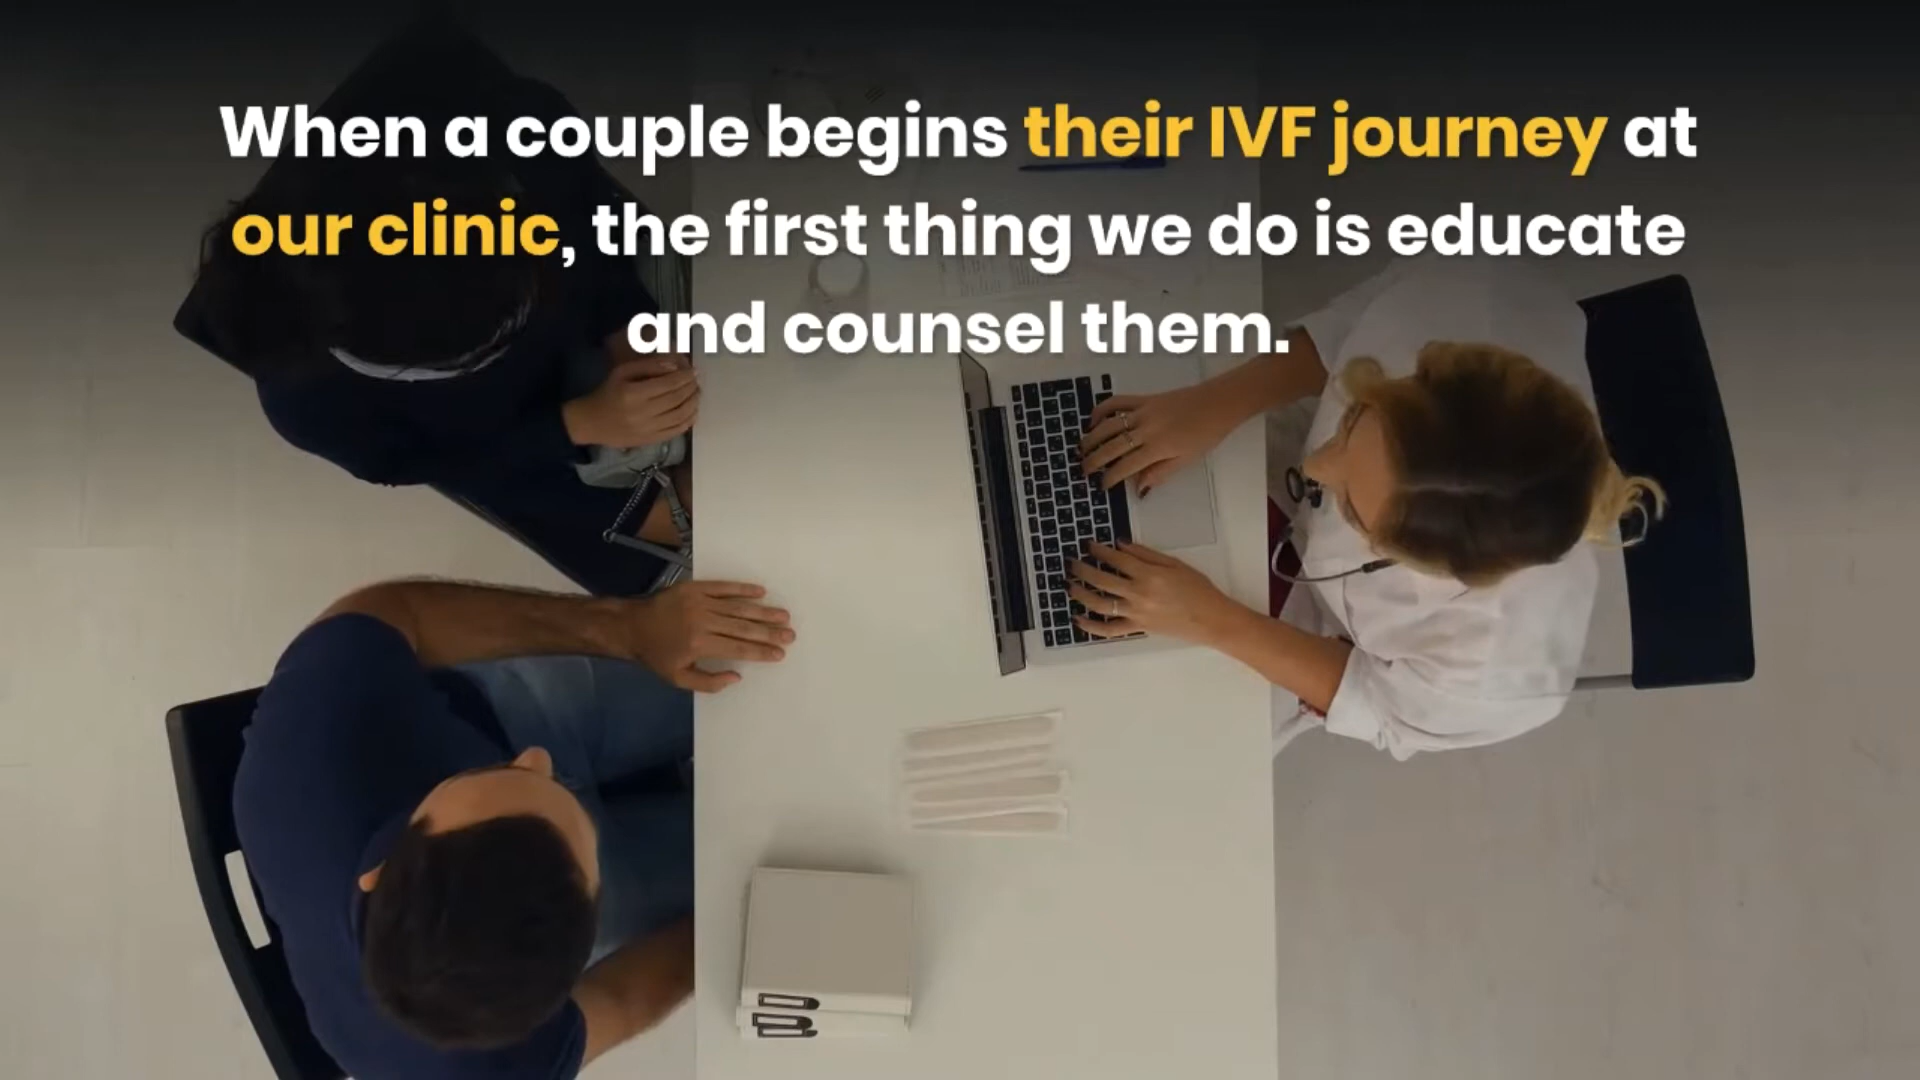 When a couple begins their IVF journey at
our clinic, the first thing we do is educate
and counsel them.